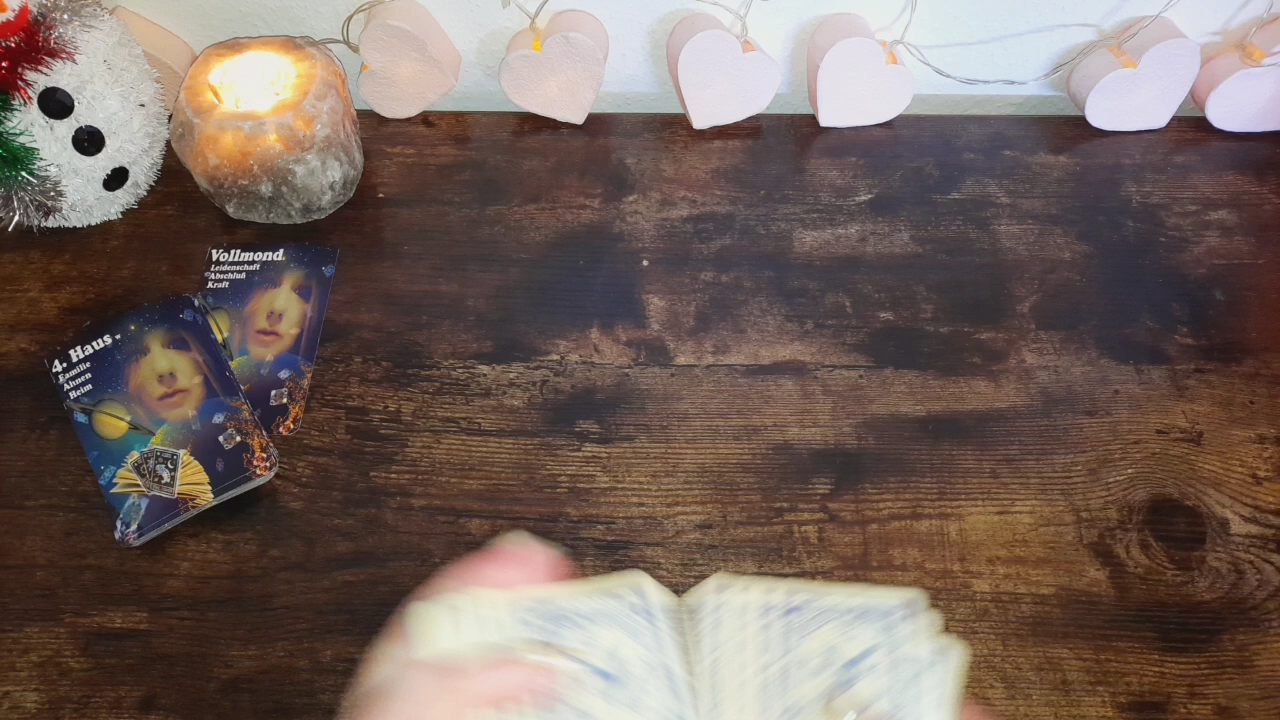 Vollmond
Leidenschaft
Abschluß
Kraft
4. Haus
Familie
Ahnen
Heim